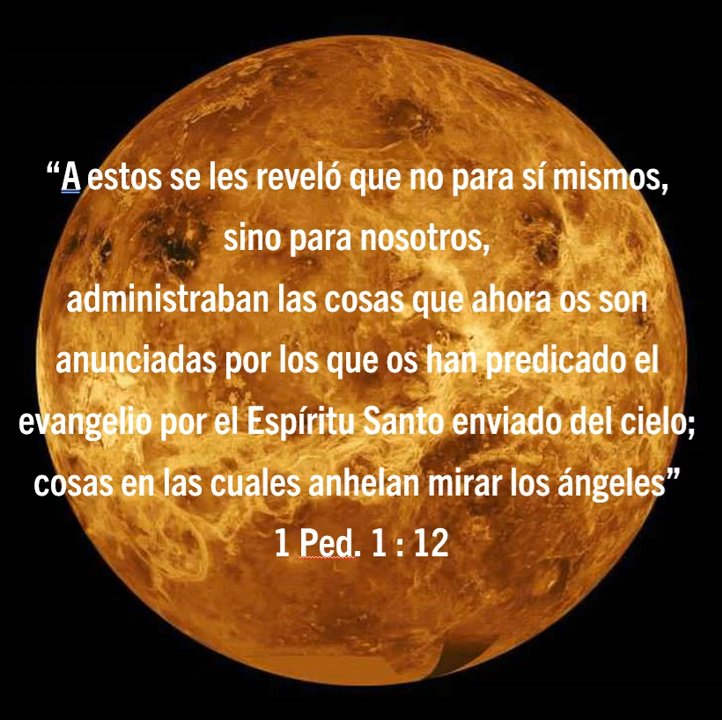 “A estos se les reveló que no para sí mismos,
sino para nosotros,
administraban las cosas que ahora os son
anunciadas por los que os han predicado el
evangelio por el Espíritu Santo enviado del cielo;
cosas en las cuales anhelan mirar los ángeles”
1 Ped. 1 : 12